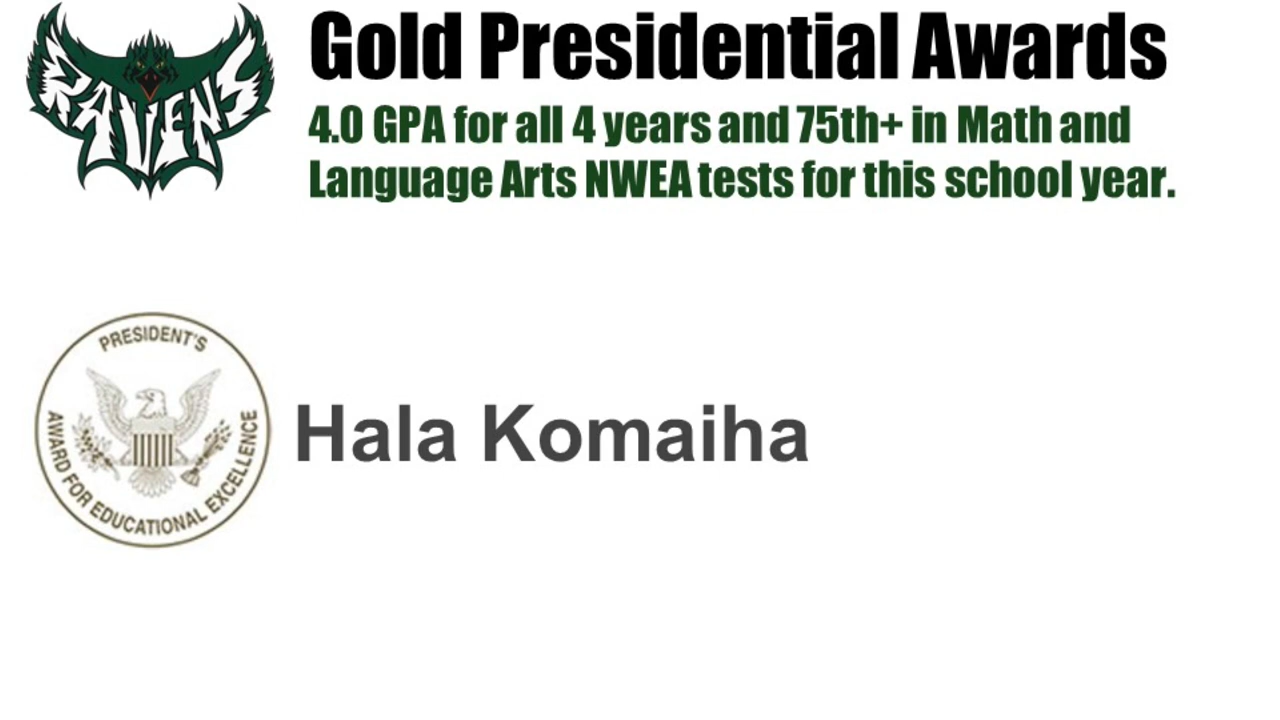 RAVENS
Gold Presidential Awards
4.0 GPA for all 4 years and 75th+ in Math and
Language Arts NWEA tests for this school year.
PRESIDENT'S
AWARD FOR EDUCATIONAL EXCELLENCE
Hala Komaiha